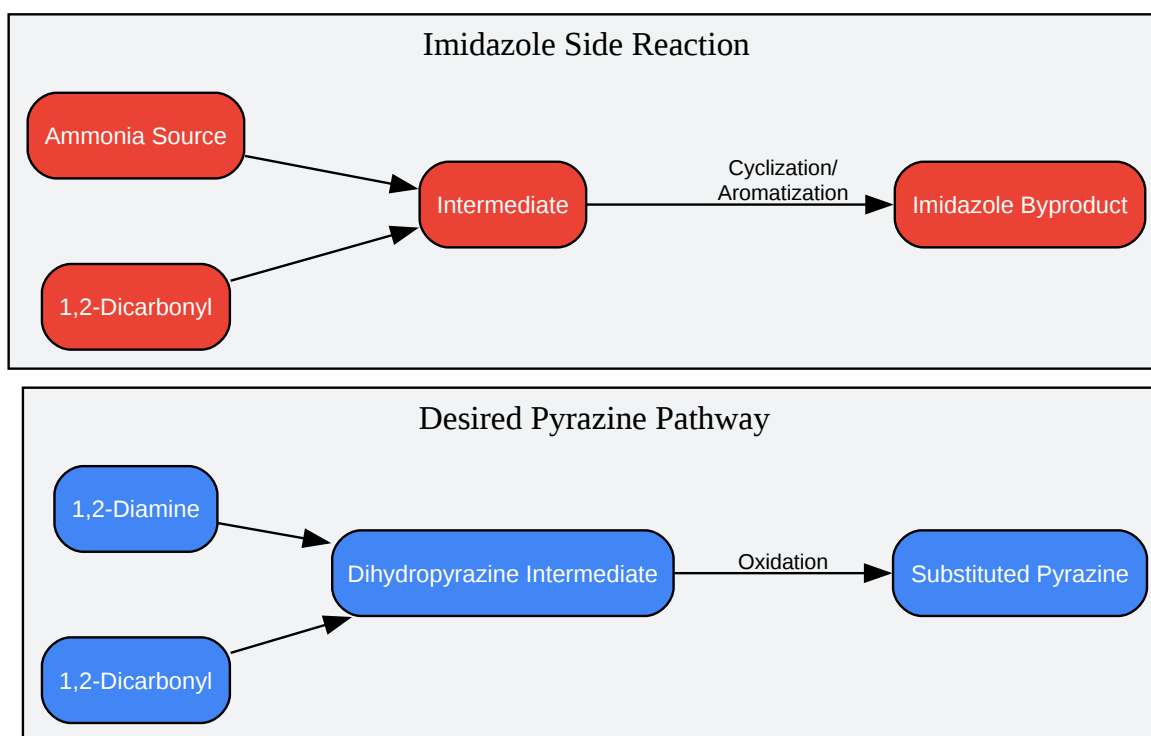 Imidazole Side Reaction
Ammonia Source
1,2-Dicarbonyl
Intermediate
Cyclization/
Aromatization
Imidazole Byproduct
Desired Pyrazine Pathway
1,2-Diamine
1,2-Dicarbonyl
Dihydropyrazine Intermediate
Oxidation
Substituted Pyrazine